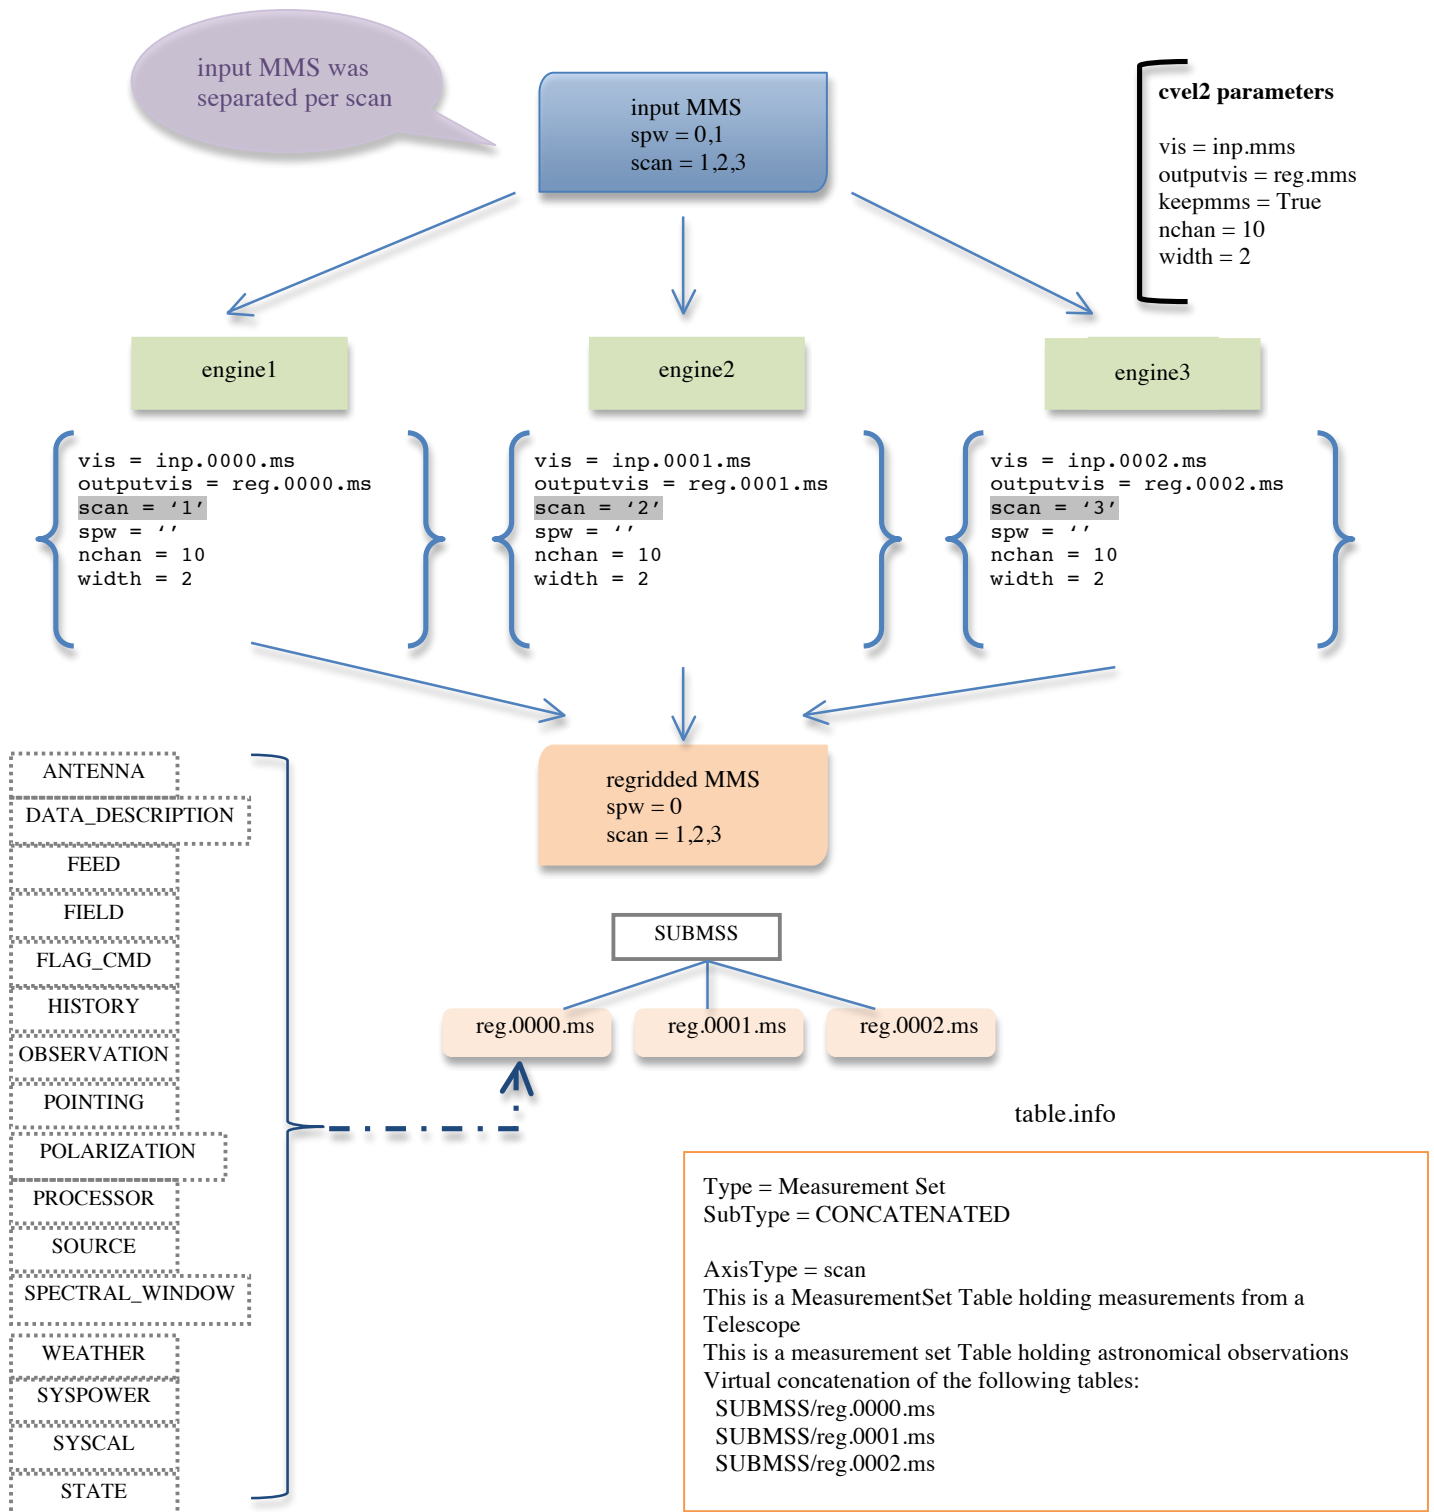 input MMS was
separated per scan
input MMS
spw = 0,1
scan = 1,2,3
cvel2 parameters
vis = inp.mms
outputvis = reg.mms
keepmms = True
nchan = 10
width = 2
engine1
engine2
engine3
vis = inp.0000.ms
outputvis = reg.0000.ms
scan = ‘1’
spw = ‘’
nchan = 10
width = 2
vis = inp.0001.ms
outputvis = reg.0001.ms
scan = ‘2’
spw = ‘’
nchan = 10
width = 2
vis = inp.0002.ms
outputvis = reg.0002.ms
scan = ‘3’
spw = ‘’
nchan = 10
width = 2
regridded MMS
spw = 0
scan = 1,2,3
ANTENNA
DATA_DESCRIPTION
FEED
FIELD
FLAG_CMD
HISTORY
OBSERVATION
POINTING
POLARIZATION
PROCESSOR
SOURCE
SPECTRAL_WINDOW
WEATHER
SYSPOWER
SYSCAL
STATE
SUBMSS
reg.0000.ms
reg.0001.ms
reg.0002.ms
table.info
Type = Measurement Set
SubType = CONCATENATED
AxisType = scan
This is a MeasurementSet Table holding measurements from a
Telescope
This is a measurement set Table holding astronomical observations
Virtual concatenation of the following tables:
SUBMSS/reg.0000.ms
SUBMSS/reg.0001.ms
SUBMSS/reg.0002.ms